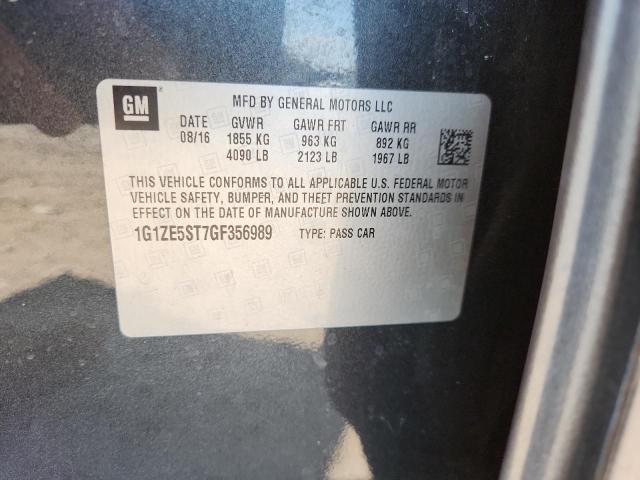 GM
MFD BY GENERAL MOTORS LLC
DATE GVWR GAWR FRT GAWR RR
08/16 1855 KG 963 KG 892 KG
4090 LB 2123 LB 1967 LB
THIS VEHICLE CONFORMS TO ALL APPLICABLE U.S. FEDERAL MOTOR
VEHICLE SAFETY, BUMPER, AND THEFT PREVENTION STANDARDS IN
EFFECT ON THE DATE OF MANUFACTURE SHOWN ABOVE.
1G1ZE5ST7GF356989 TYPE: PASS CAR